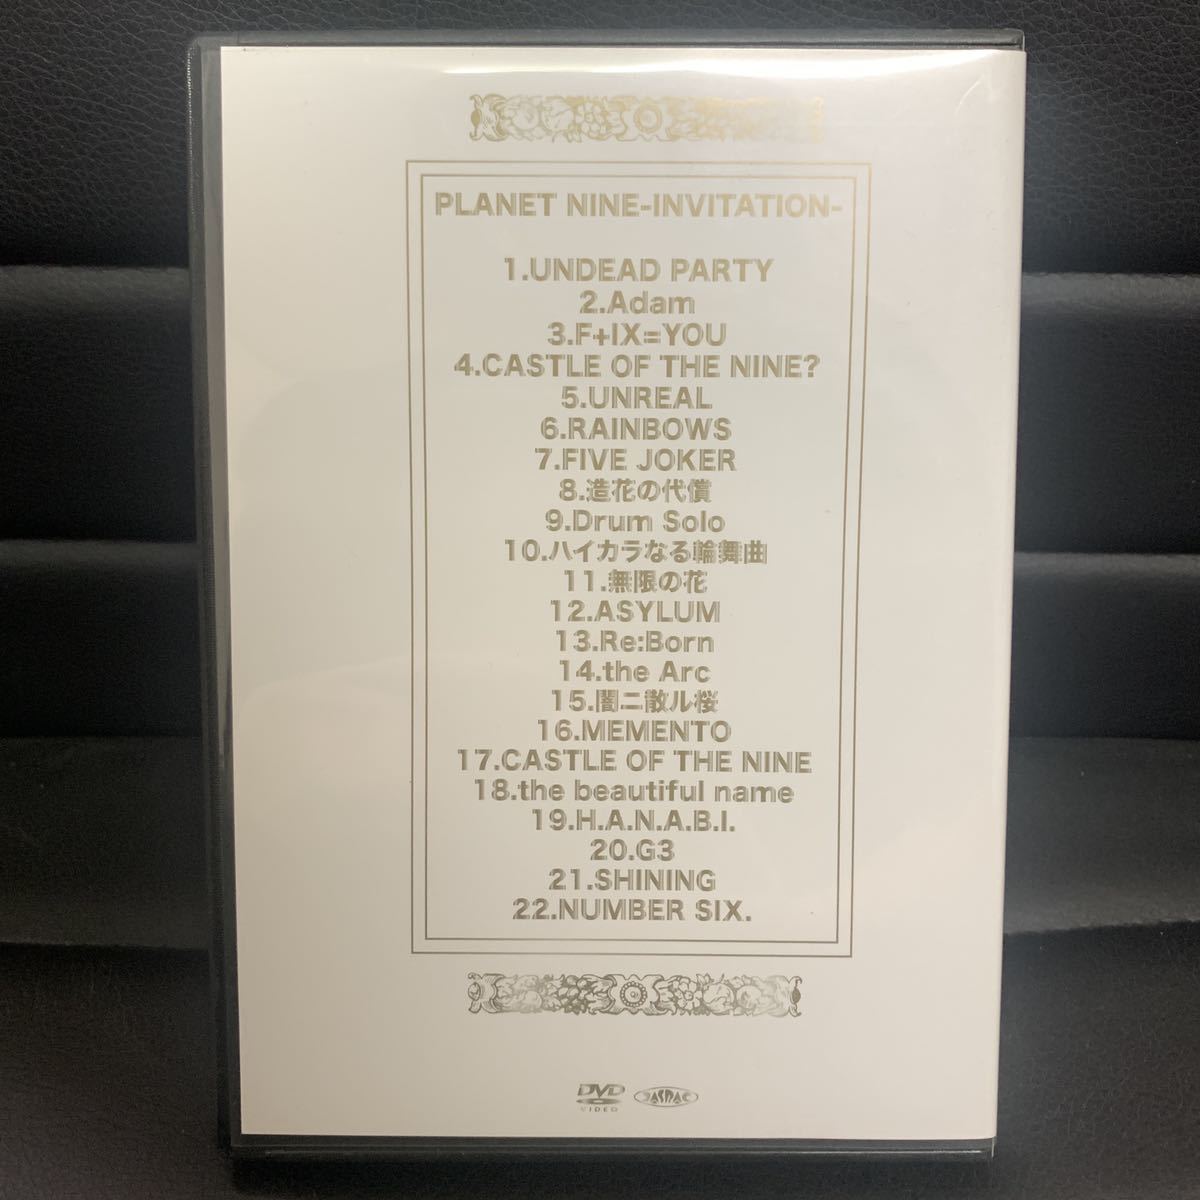 PLANET NINE-INVITATION-
1.UNDEAD PARTY
2.Adam
3.F+IX=YOU
4.CASTLE OF THE NINE?
5.UNREAL
6.RAINBOWS
7.FIVE JOKER
8.造花の代償
9.Drum Solo
10.ハイカラなる輪舞曲
11.無限の花
12.ASYLUM
13.Re:Born
14.the Arc
15.闇ニ散ル桜
16.MEMENTO
17.CASTLE OF THE NINE
18.the beautiful name
19.H.A.N.A.B.I.
20.G3
21.SHINING
22.NUMBER SIX.
DVD
VIDEO
JASRAC